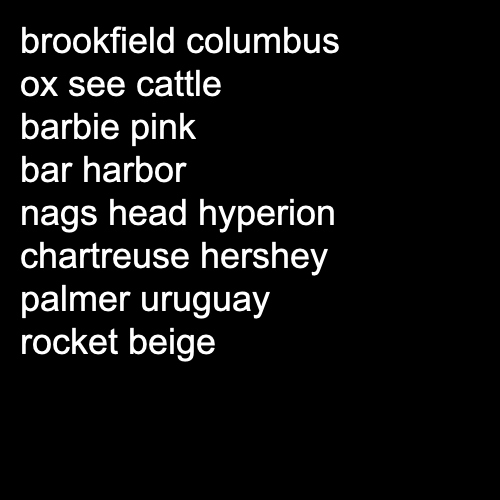 brookfield columbus
ox see cattle
barbie pink
bar harbor
nags head hyperion
chartreuse hershey
palmer uruguay
rocket beige